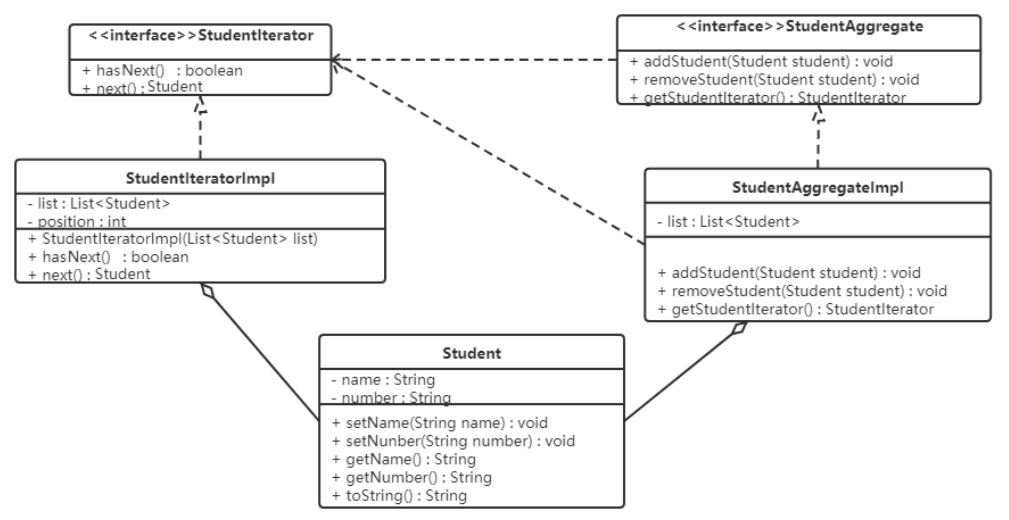 <<interface>>StudentIterator
+ hasNext() : boolean
+ next() : Student
<<interface>>StudentAggregate
+ addStudent(Student student) : void
+ removeStudent(Student student) : void
+ getStudentIterator() : StudentIterator
StudentIteratorImpl
- list : List<Student>
- position : int
+ StudentIteratorImpl(List<Student> list)
+ hasNext() : boolean
+ next() : Student
StudentAggregateImpl
- list : List<Student>
+ addStudent(Student student) : void
+ removeStudent(Student student) : void
+ getStudentIterator() : StudentIterator
Student
- name : String
- number : String
+ setName(String name) : void
+ setNunber(String number) : void
+ getName() : String
+ getNumber() : String
+ toString() : String